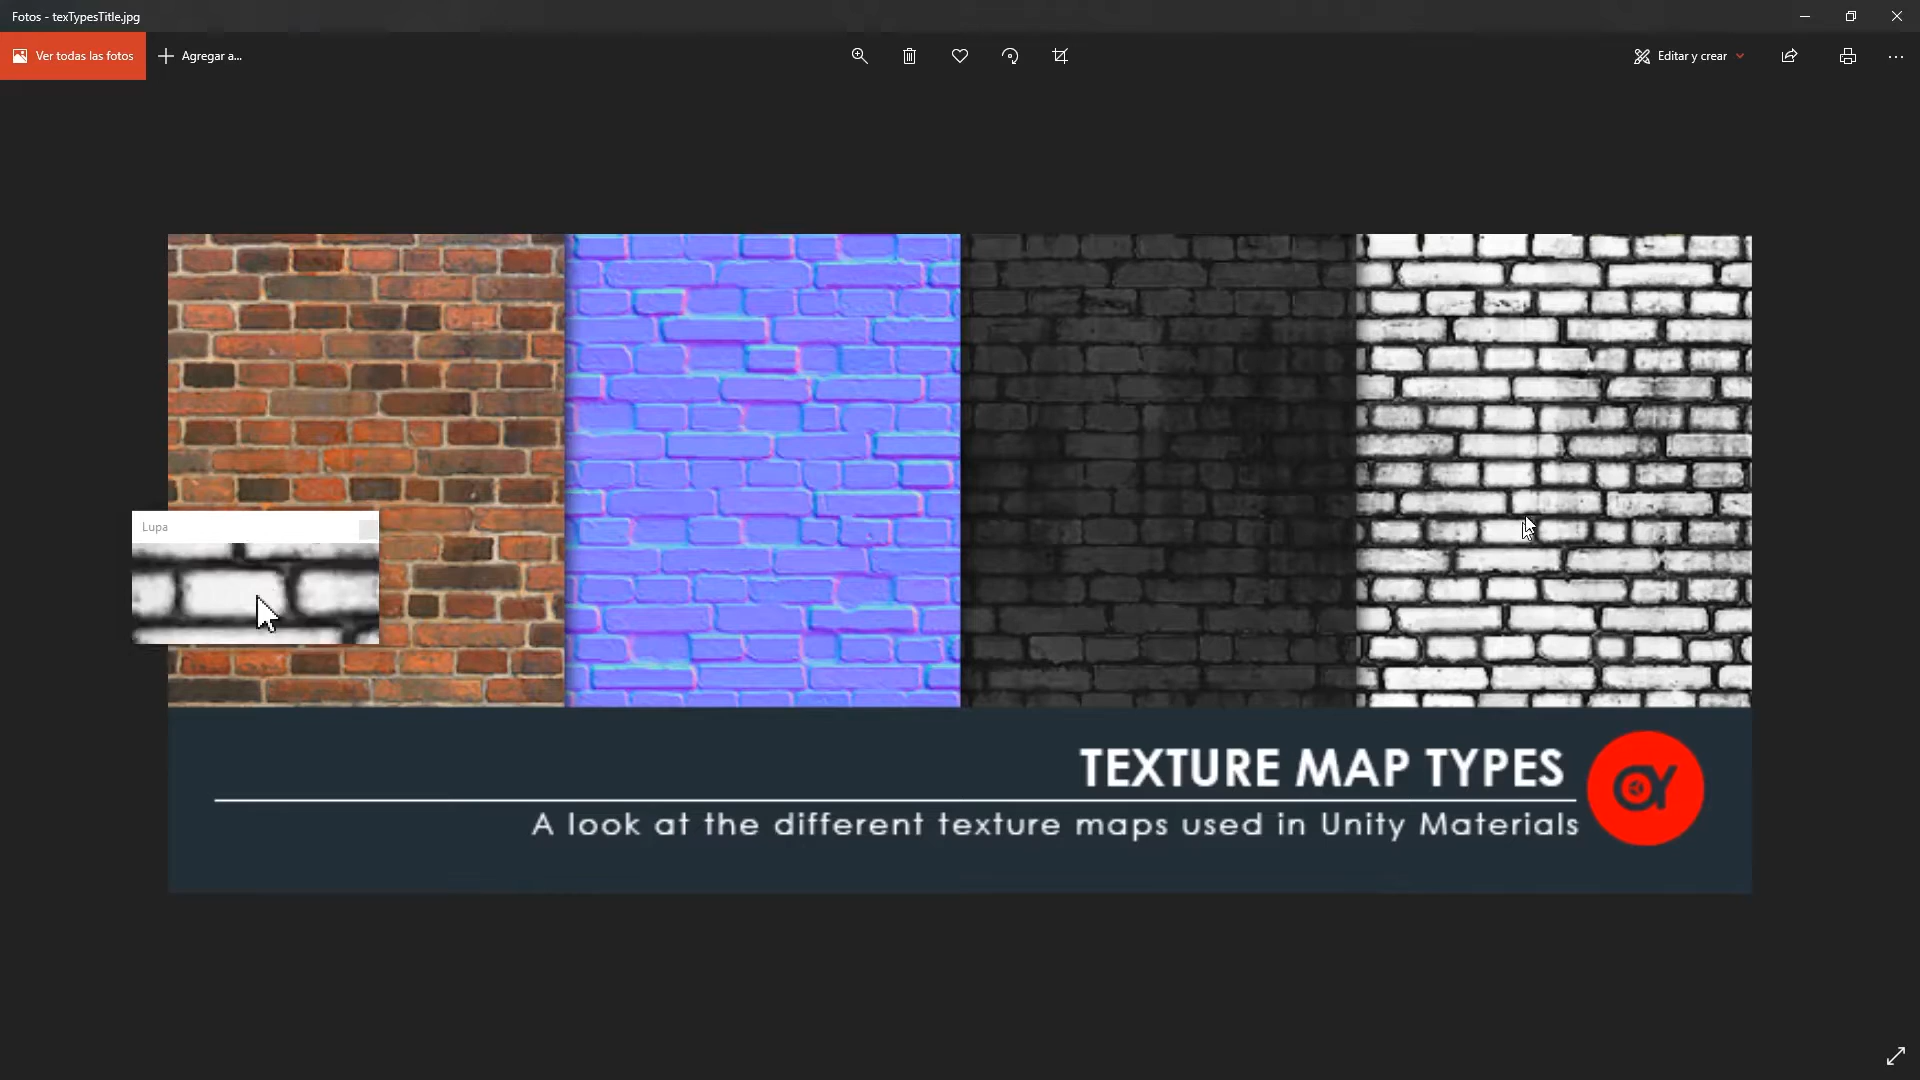 Fotos - texTypesTitle.jpg
Ver todas las fotos
Agregar a...
Editar y crear
Lupa
TEXTURE MAP TYPES
A look at the different texture maps used in Unity Materials